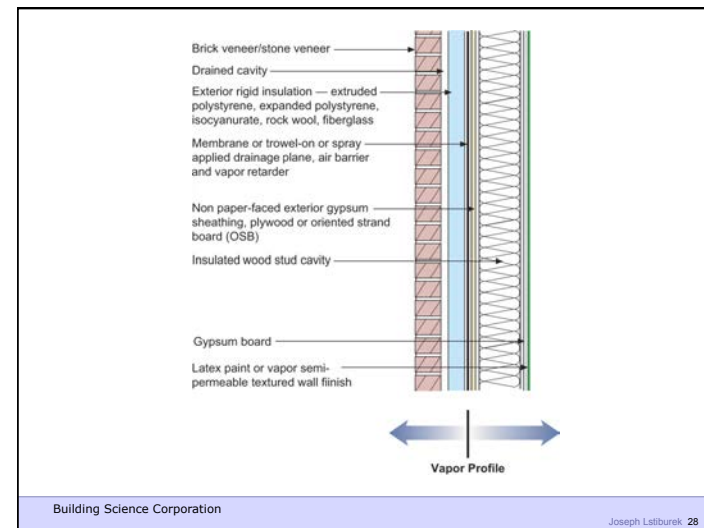 Brick veneer/stone veneer
Drained cavity
Exterior rigid insulation — extruded
polystyrene, expanded polystyrene,
isocyanurate, rock wool, fiberglass
Membrane or trowel-on or spray
applied drainage plane, air barrier
and vapor retarder
Non paper-faced exterior gypsum
sheathing, plywood or oriented strand
board (OSB)
Insulated wood stud cavity
Gypsum board
Latex paint or vapor semi-
permeable textured wall fiinish
Vapor Profile
Building Science Corporation
Joseph Lstiburek 28